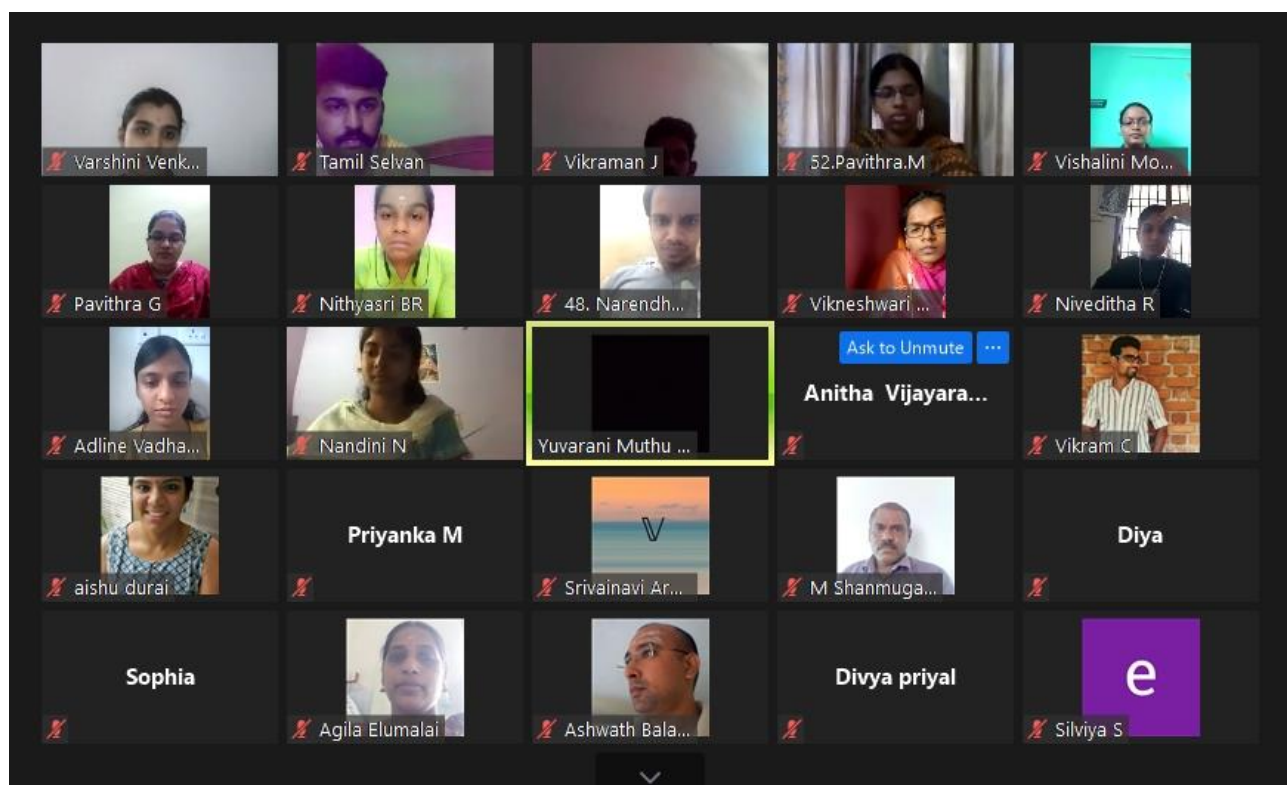 Varshini Venk...
Tamil Selvan
Vikraman J
52.Pavithra.M
Vishalini Mo...
Pavithra G
Nithyasri BR
48. Narendh...
Vikneshwari ...
Niveditha R
Adline Vadha...
Nandini N
Yuvarani Muthu ...
Ask to Unmute ...
Anitha Vijayara...
Vikram C
aishu durai
Priyanka M
V
Srivainavi Ar...
M Shanmuga...
Diya
Sophia
Agila Elumalai
Ashwath Bala...
Divya priyal
e
Silviya S